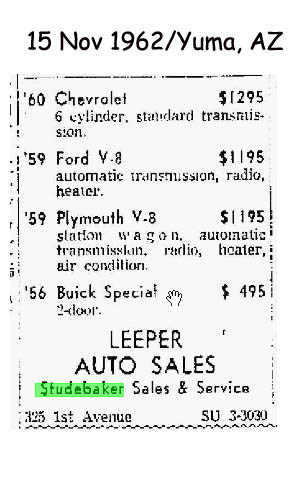 15 Nov 1962/Yuma, AZ
'60 Chevrolet $1295
6 cylinder, standard transmis-
sion.
'59 Ford V-8 $1195
automatic transmission, radio,
heater.
'59 Plymouth V-8 $1195
station wagon, automatic
transmission, radio, heater,
air condition.
'56 Buick Special $ 495
2-door.
LEEPER
AUTO SALES
Studebaker Sales & Service
325 1st Avenue SU 3-3030